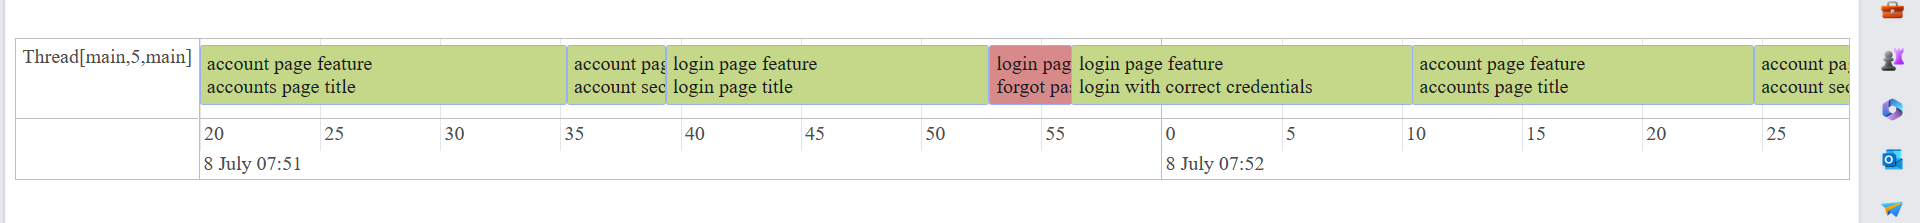 Thread[main,5,main]
account page feature
accounts page title
account pag
account sec
login page feature
login page title
login pag
forgot pas
login page feature
login with correct credentials
account page feature
accounts page title
account pa
account sec
20 25 30 35 40 45 50 55 0 5 10 15 20 25
8 July 07:51 8 July 07:52